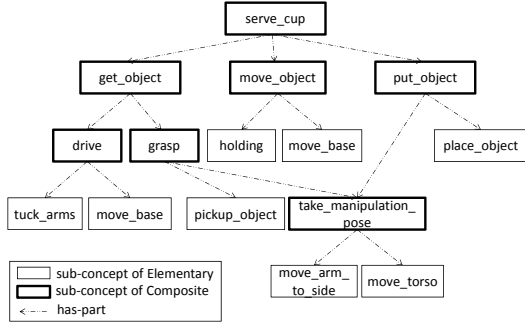 serve_cup
get_object
move_object
put_object
drive
grasp
holding
move_base
place_object
tuck_arms
move_base
pickup_object
take_manipulation_
pose
move_arm_
to_side
move_torso
sub-concept of Elementary
sub-concept of Composite
has-part